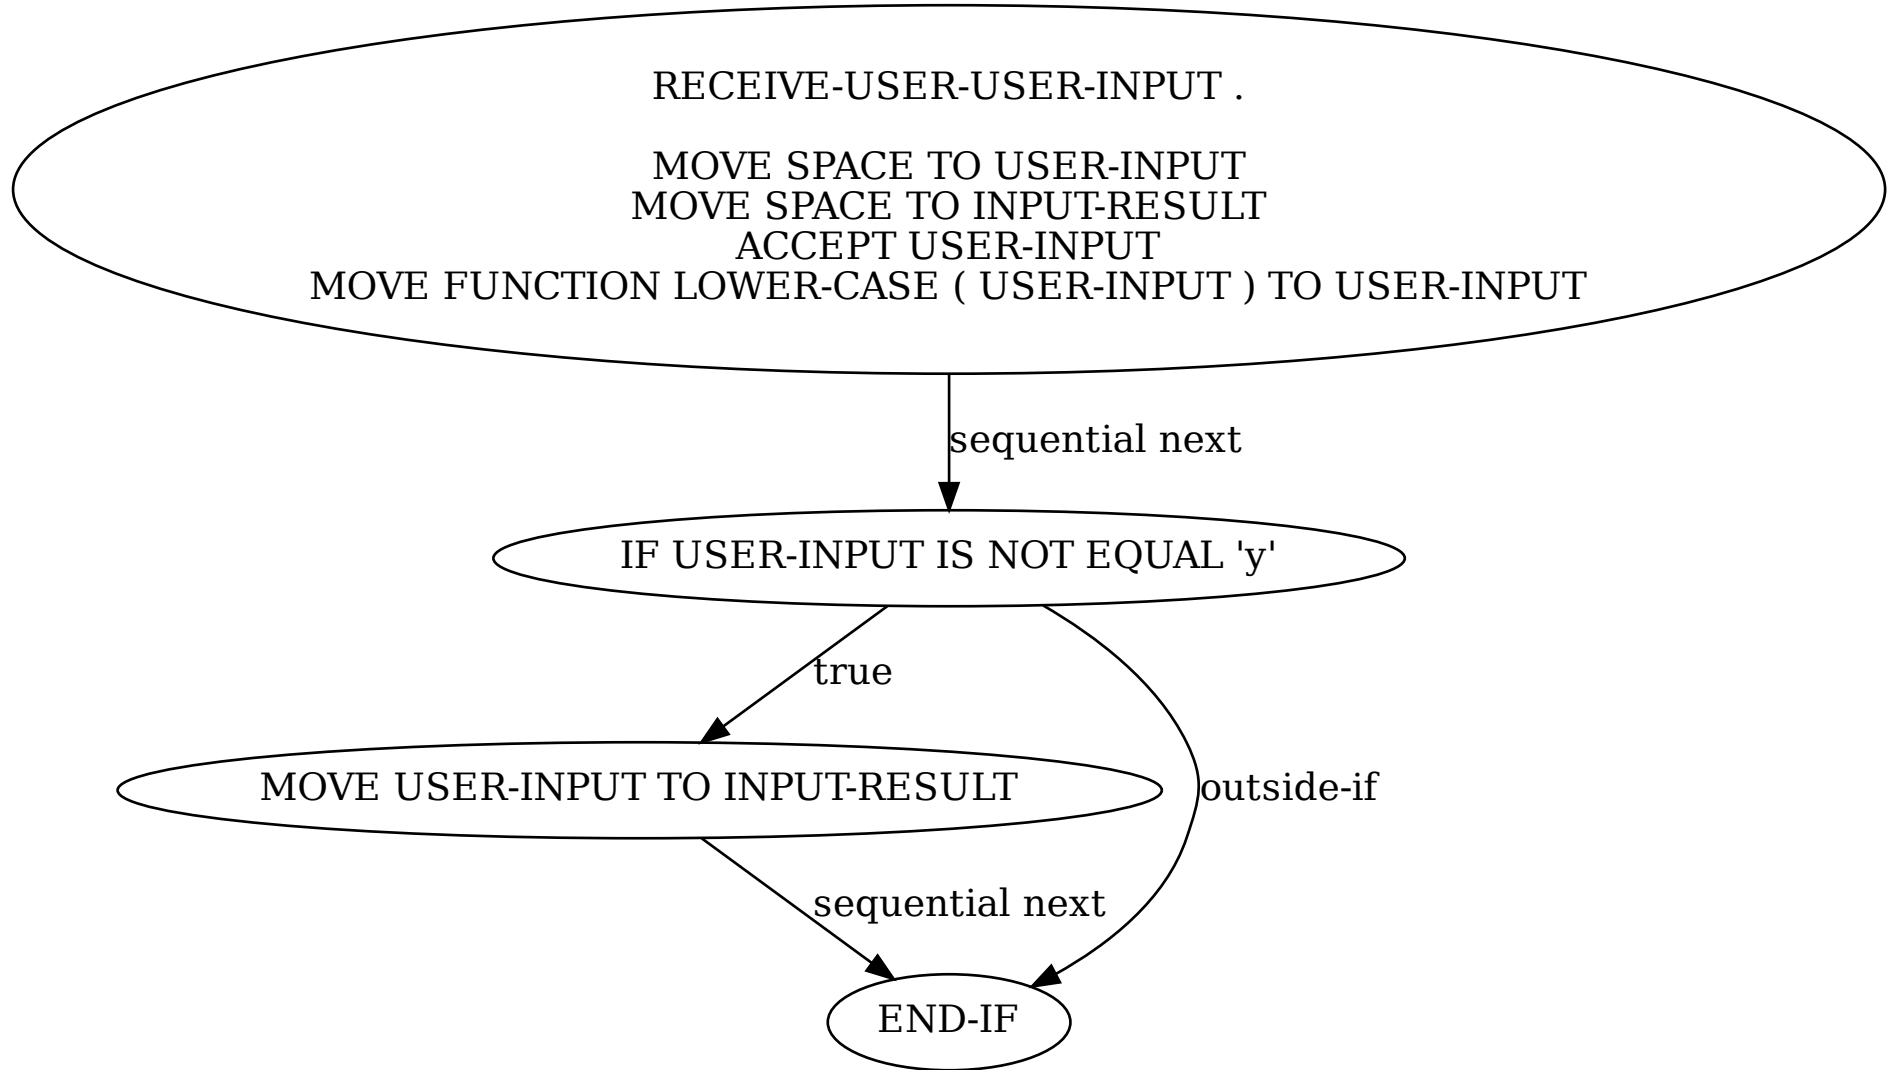 RECEIVE-USER-USER-INPUT .
MOVE SPACE TO USER-INPUT
MOVE SPACE TO INPUT-RESULT
ACCEPT USER-INPUT
MOVE FUNCTION LOWER-CASE ( USER-INPUT ) TO USER-INPUT
sequential next
IF USER-INPUT IS NOT EQUAL 'y'
true
MOVE USER-INPUT TO INPUT-RESULT
outside-if
sequential next
END-IF